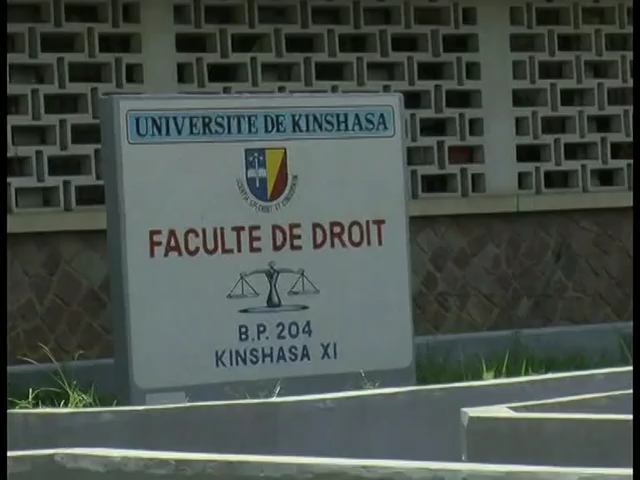 UNIVERSITE DE KINSHASA
FACULTE DE DROIT
B.P. 204
KINSHASA XI